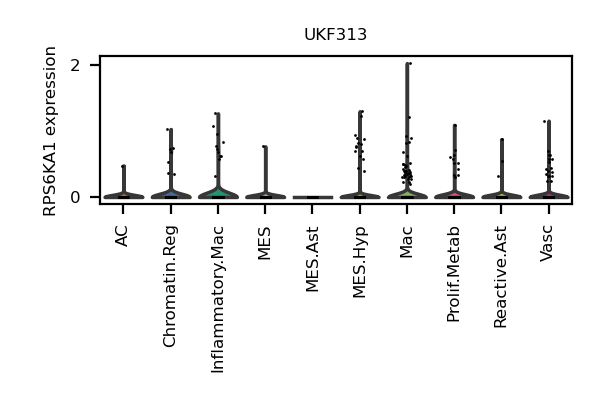 UKF313
RPS6KA1 expression
2
0
AC
Chromatin.Reg
Inflammatory.Mac
MES
MES.Ast
MES.Hyp
Mac
Prolif.Metab
Reactive.Ast
Vasc